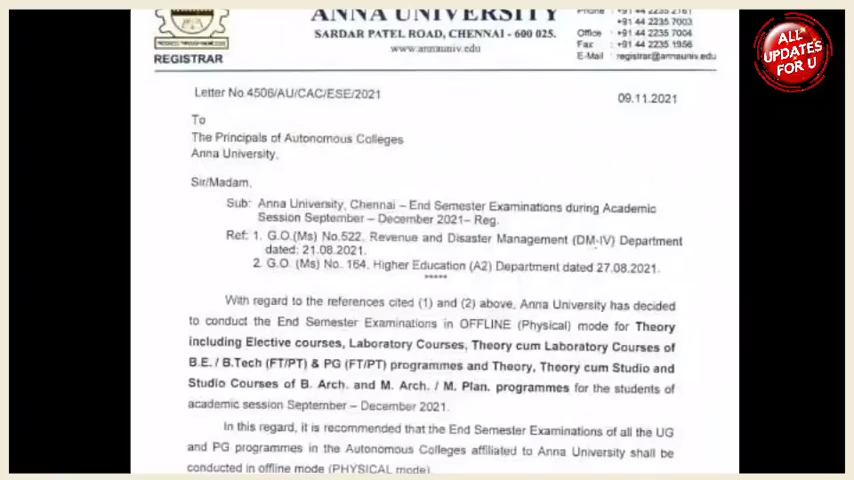 ANNA UNIVERSITY
SARDAR PATEL ROAD, CHENNAI - 600 025.
www.annauniv.edu
REGISTRAR
Phone :
+91 44 2235 7003
Office : +91 44 2235 7004
Fax : +91 44 2235 1956
E-Mail : registrar@annauniv.edu
ALL
UPDATES
FOR U
Letter No.4506/AU/CAC/ESE/2021
09.11.2021
To
The Principals of Autonomous Colleges
Anna University,
Sir/Madam,
Sub: Anna University, Chennai – End Semester Examinations during Academic
Session September – December 2021– Reg.
Ref: 1. G.O.(Ms) No.522, Revenue and Disaster Management (DM-IV) Department
dated: 21.08.2021.
2. G.O. (Ms) No. 164, Higher Education (A2) Department dated 27.08.2021.
*****
With regard to the references cited (1) and (2) above, Anna University has decided
to conduct the End Semester Examinations in OFFLINE (Physical) mode for Theory
including Elective courses, Laboratory Courses, Theory cum Laboratory Courses of
B.E. / B.Tech (FT/PT) & PG (FT/PT) programmes and Theory, Theory cum Studio and
Studio Courses of B. Arch. and M. Arch. / M. Plan. programmes for the students of
academic session September – December 2021.
In this regard, it is recommended that the End Semester Examinations of all the UG
and PG programmes in the Autonomous Colleges affiliated to Anna University shall be
conducted in offline mode (PHYSICAL mode).